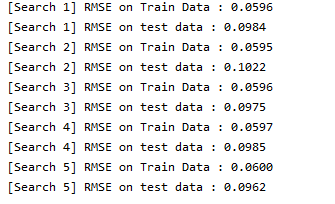 [Search 1] RMSE on Train Data : 0.0596
[Search 1] RMSE on test data : 0.0984
[Search 2] RMSE on Train Data : 0.0595
[Search 2] RMSE on test data : 0.1022
[Search 3] RMSE on Train Data : 0.0596
[Search 3] RMSE on test data : 0.0975
[Search 4] RMSE on Train Data : 0.0597
[Search 4] RMSE on test data : 0.0985
[Search 5] RMSE on Train Data : 0.0600
[Search 5] RMSE on test data : 0.0962